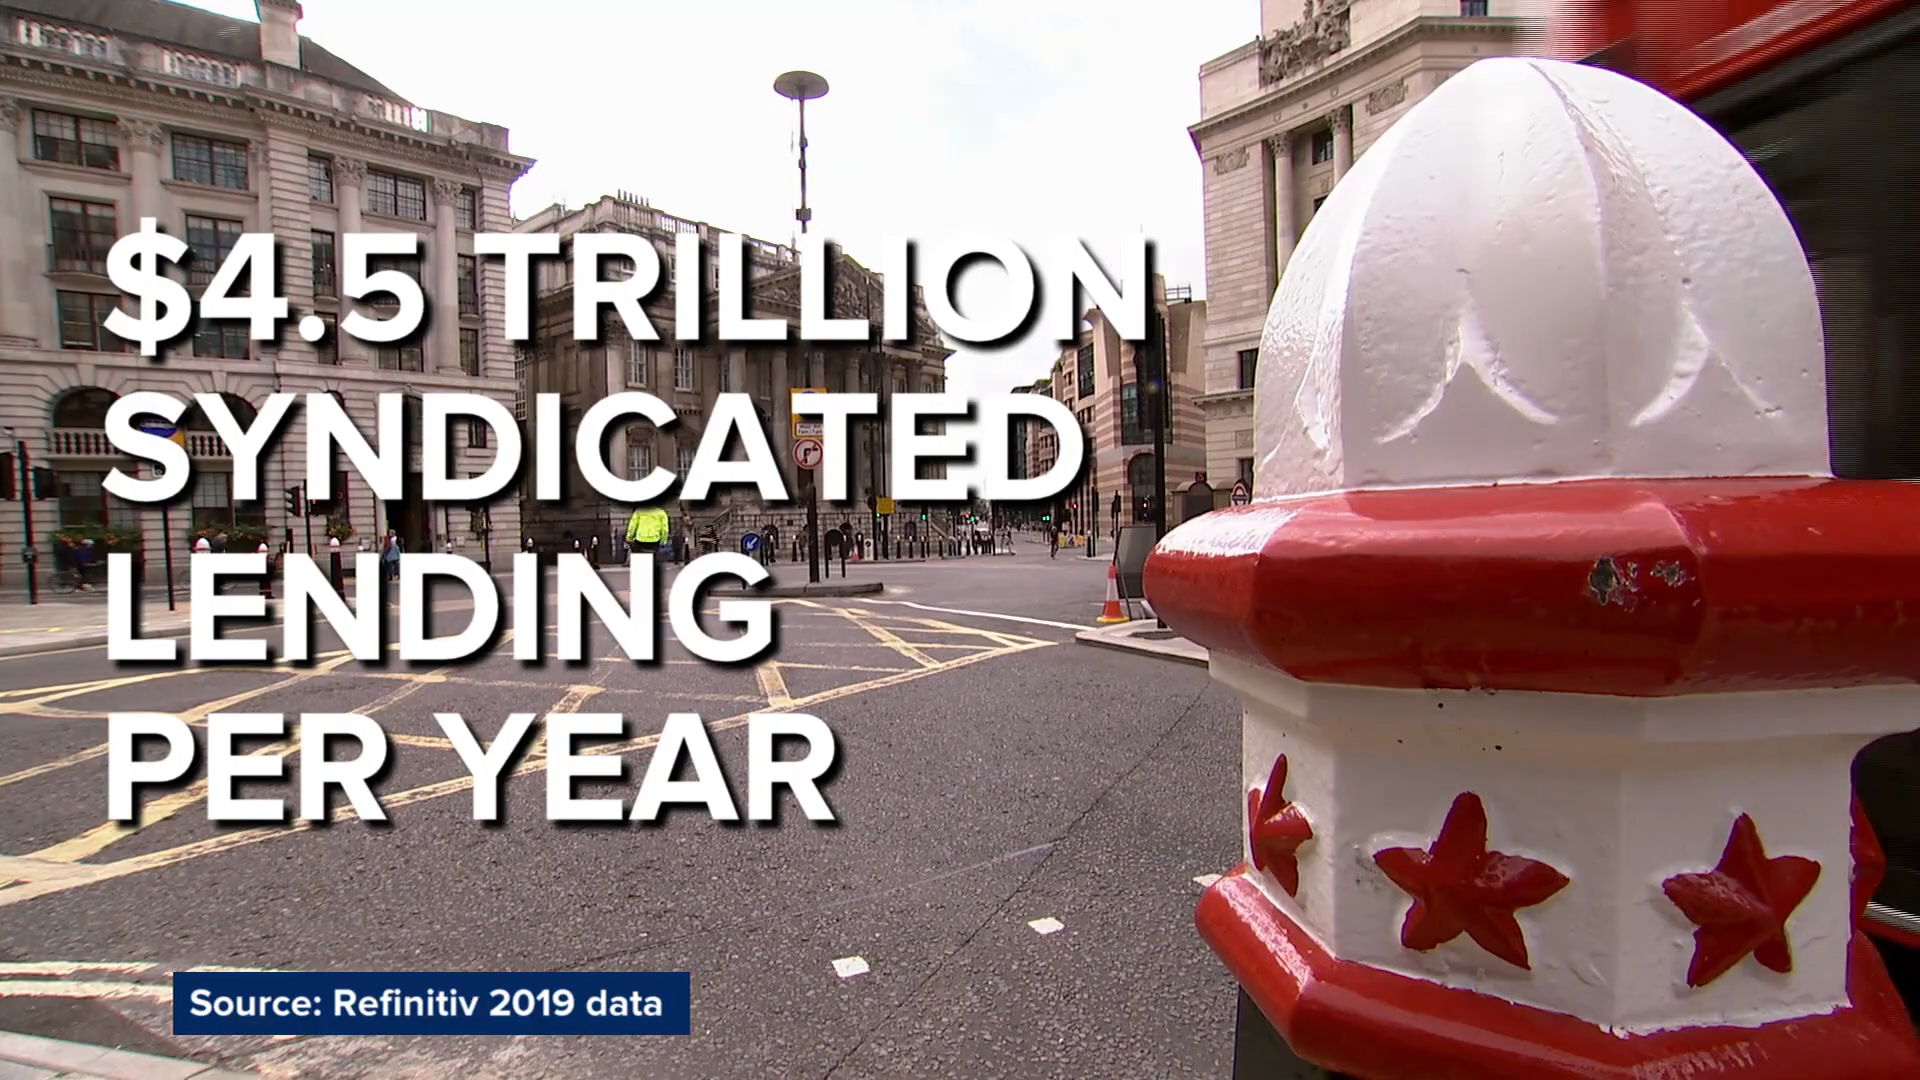 $4.5 TRILLION
SYNDICATED
LENDING
PER YEAR
Source: Refinitiv 2019 data